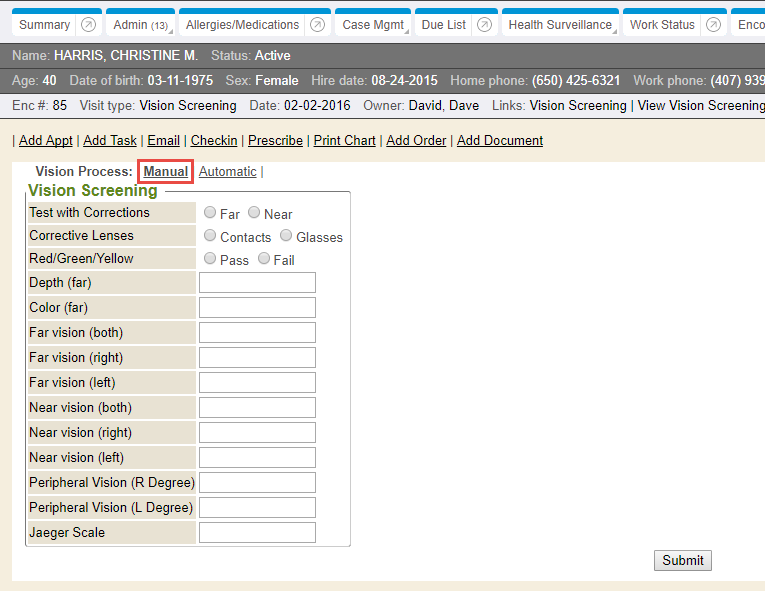 Summary Admin (13) Allergies/Medications Case Mgmt Due List Health Surveillance Work Status Enco
Name: HARRIS, CHRISTINE M. Status: Active
Age: 40 Date of birth: 03-11-1975 Sex: Female Hire date: 08-24-2015 Home phone: (650) 425-6321 Work phone: (407) 939
Enc #: 85 Visit type: Vision Screening Date: 02-02-2016 Owner: David, Dave Links: Vision Screening | View Vision Screening
| Add Appt | Add Task | Email | Checkin | Prescribe | Print Chart | Add Order | Add Document
Vision Process: Manual Automatic |
Vision Screening
Test with Corrections Far Near
Corrective Lenses Contacts Glasses
Red/Green/Yellow Pass Fail
Depth (far)
Color (far)
Far vision (both)
Far vision (right)
Far vision (left)
Near vision (both)
Near vision (right)
Near vision (left)
Peripheral Vision (R Degree)
Peripheral Vision (L Degree)
Jaeger Scale
Submit